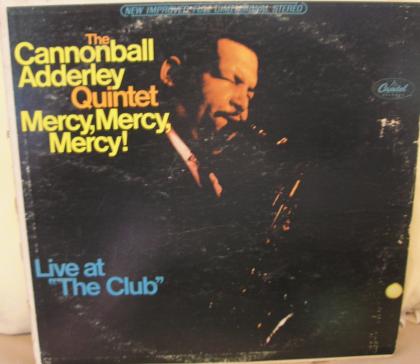 NEW IMPROVED FULL DIMENSIONAL STEREO
The
Cannonball
Adderley
Quintet
Mercy, Mercy,
Mercy!
Capitol
Live at
"The Club"